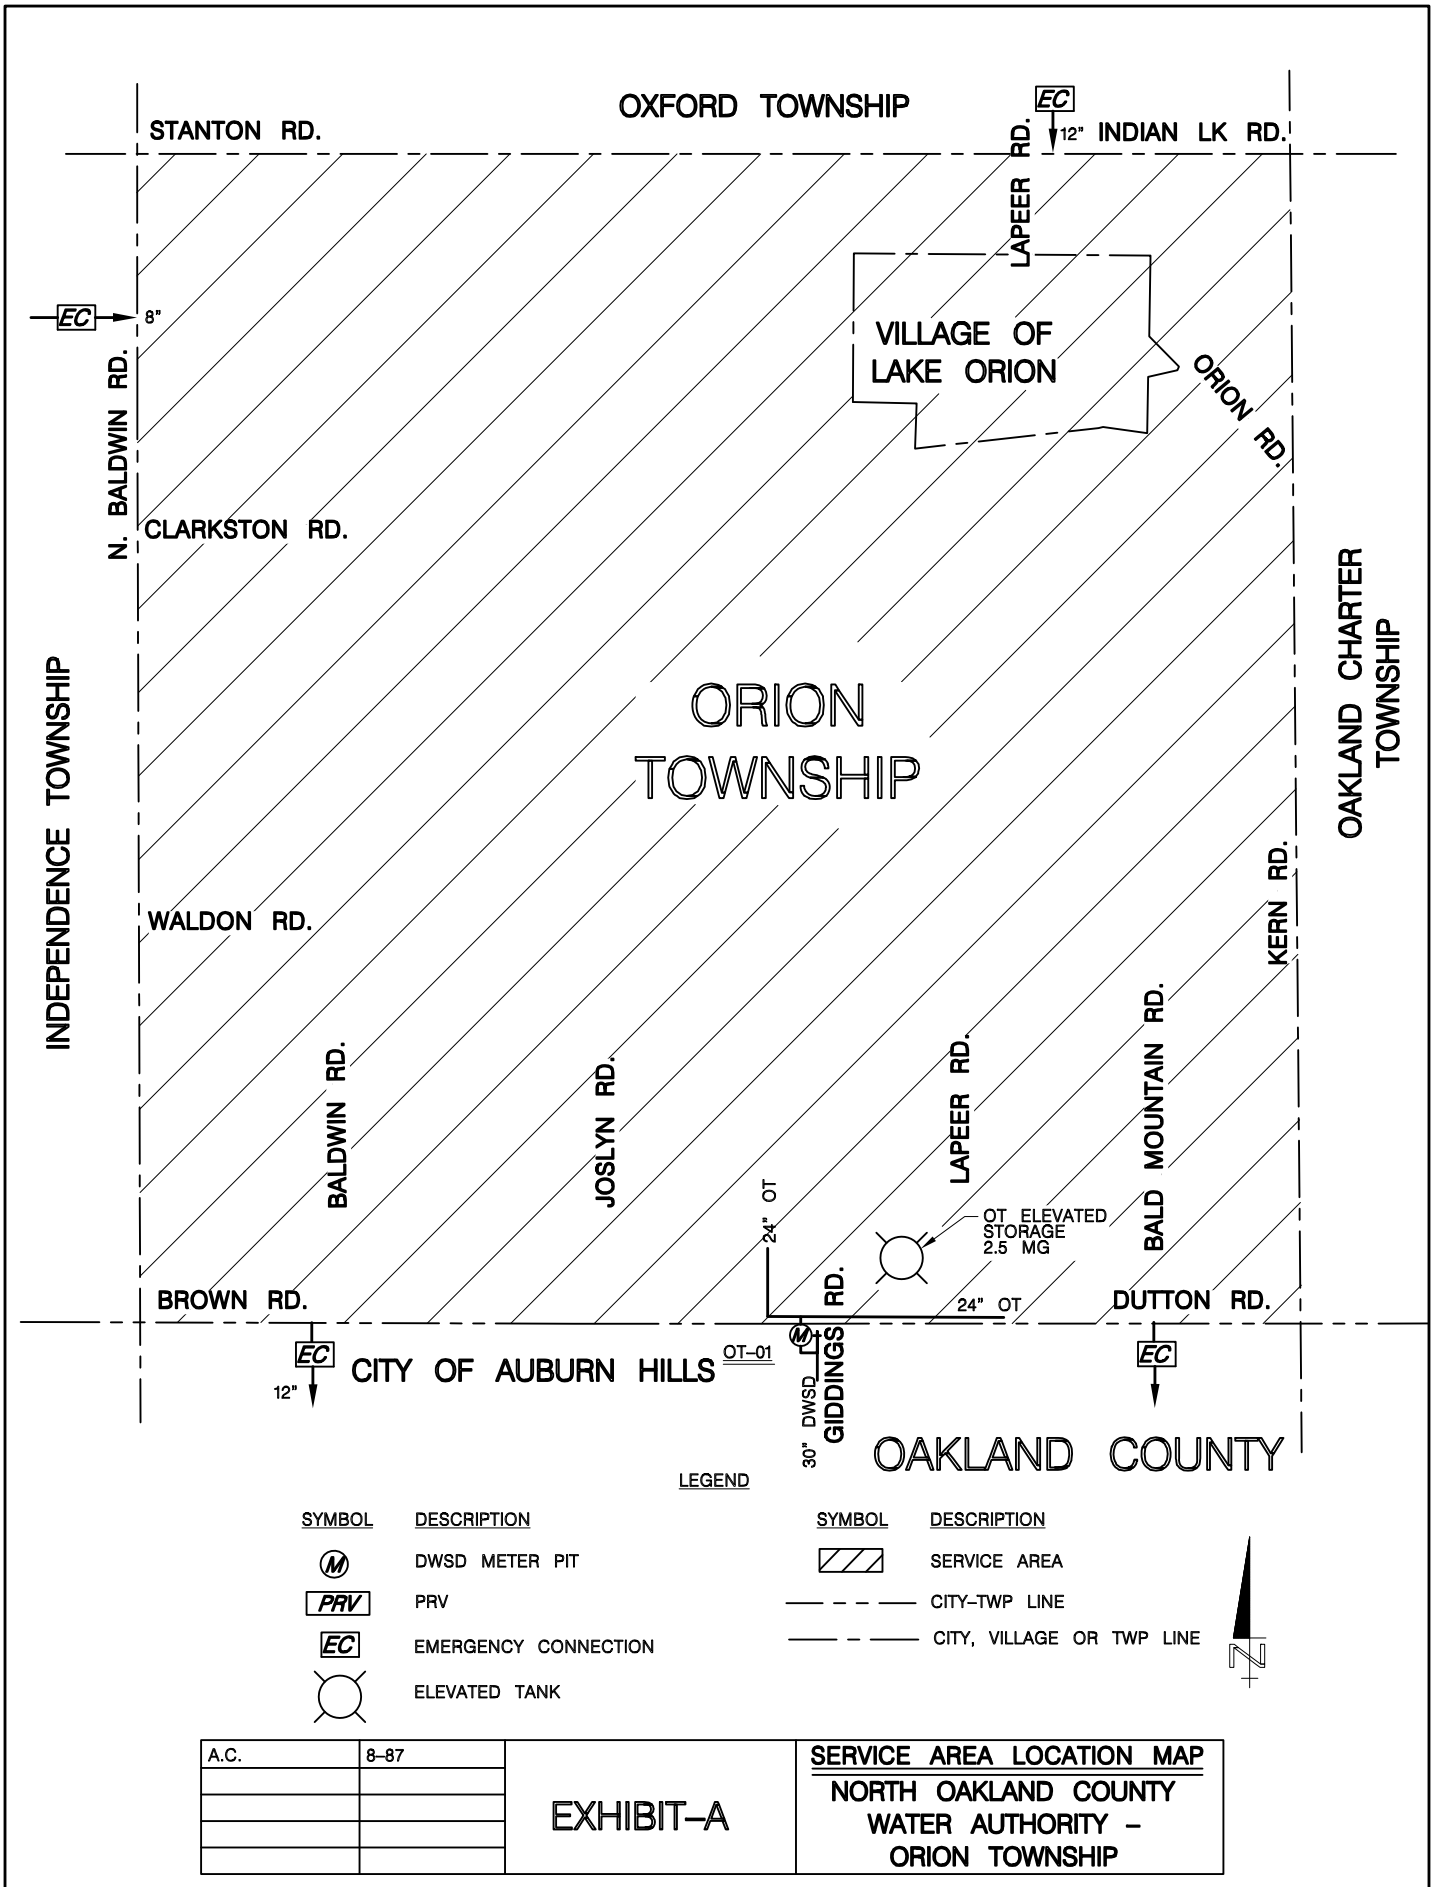 OXFORD TOWNSHIP
EC
STANTON RD.
12"
INDIAN LK RD.
LAPEER RD.
EC
8"
VILLAGE OF
LAKE ORION
ORION RD.
N. BALDWIN RD.
CLARKSTON RD.
INDEPENDENCE TOWNSHIP
OAKLAND CHARTER
TOWNSHIP
ORION
TOWNSHIP
WALDON RD.
KERN RD.
BALDWIN RD.
JOSLYN RD.
LAPEER RD.
BALD MOUNTAIN RD.
24" OT
OT ELEVATED
STORAGE
2.5 MG
BROWN RD.
24" OT
DUTTON RD.
GIDDINGS RD.
M
EC
12"
CITY OF AUBURN HILLS
OT-01
30" DWSD
EC
OAKLAND COUNTY
LEGEND
SYMBOL DESCRIPTION
M DWSD METER PIT
PRV PRV
EC EMERGENCY CONNECTION
ELEVATED TANK
SYMBOL DESCRIPTION
SERVICE AREA
CITY-TWP LINE
CITY, VILLAGE OR TWP LINE
N
A.C. 8-87
EXHIBIT-A
SERVICE AREA LOCATION MAP
NORTH OAKLAND COUNTY
WATER AUTHORITY -
ORION TOWNSHIP